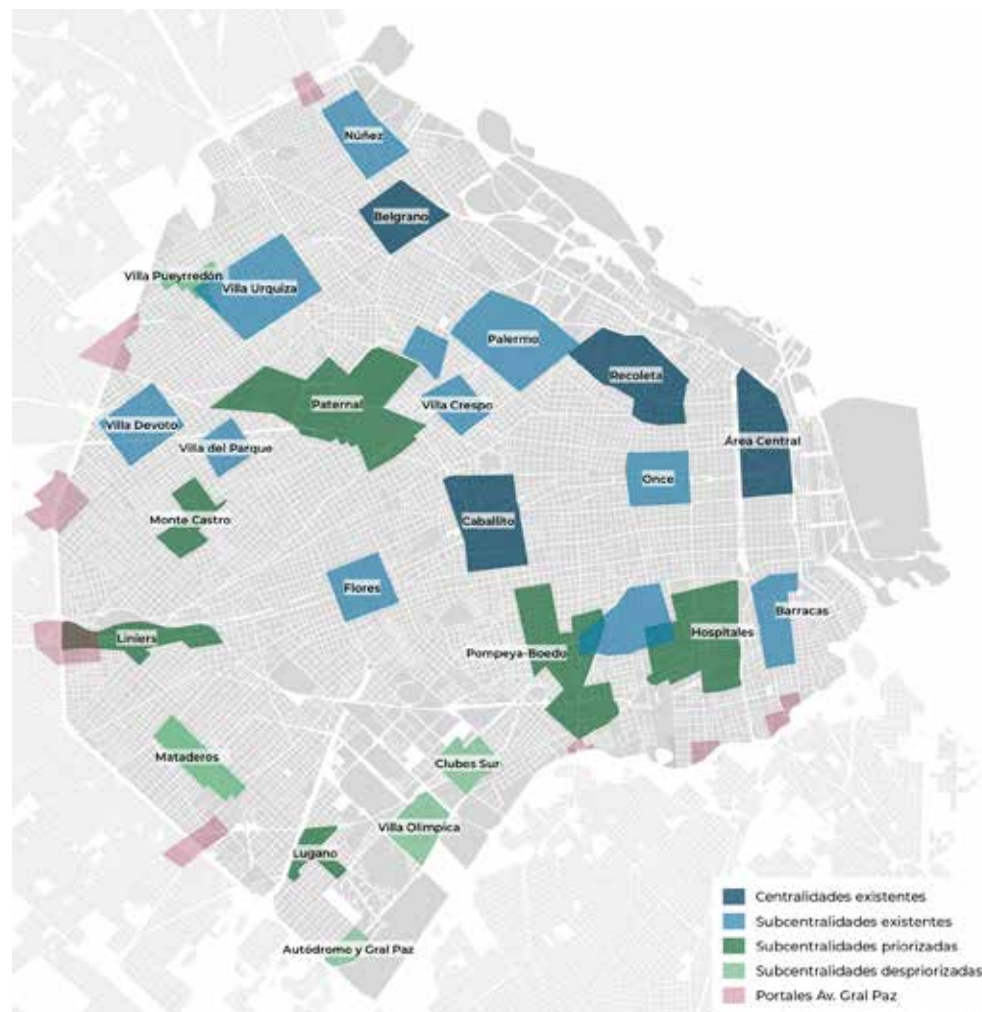 Núñez
Belgrano
Villa Pueyrredón
Villa Urquiza
Palermo
Recoleta
Paternal
Villa Crespo
Villa Devoto
Área Central
Villa del Parque
Once
Monte Castro
Caballito
Flores
Barracas
Liniers
Hospitales
Pompeya-Boedo
Mataderos
Clubes Sur
Villa Olímpica
Lugano
Autódromo y Gral Paz
Centralidades existentes
Subcentralidades existentes
Subcentralidades priorizadas
Subcentralidades despriorizadas
Portales Av. Gral Paz